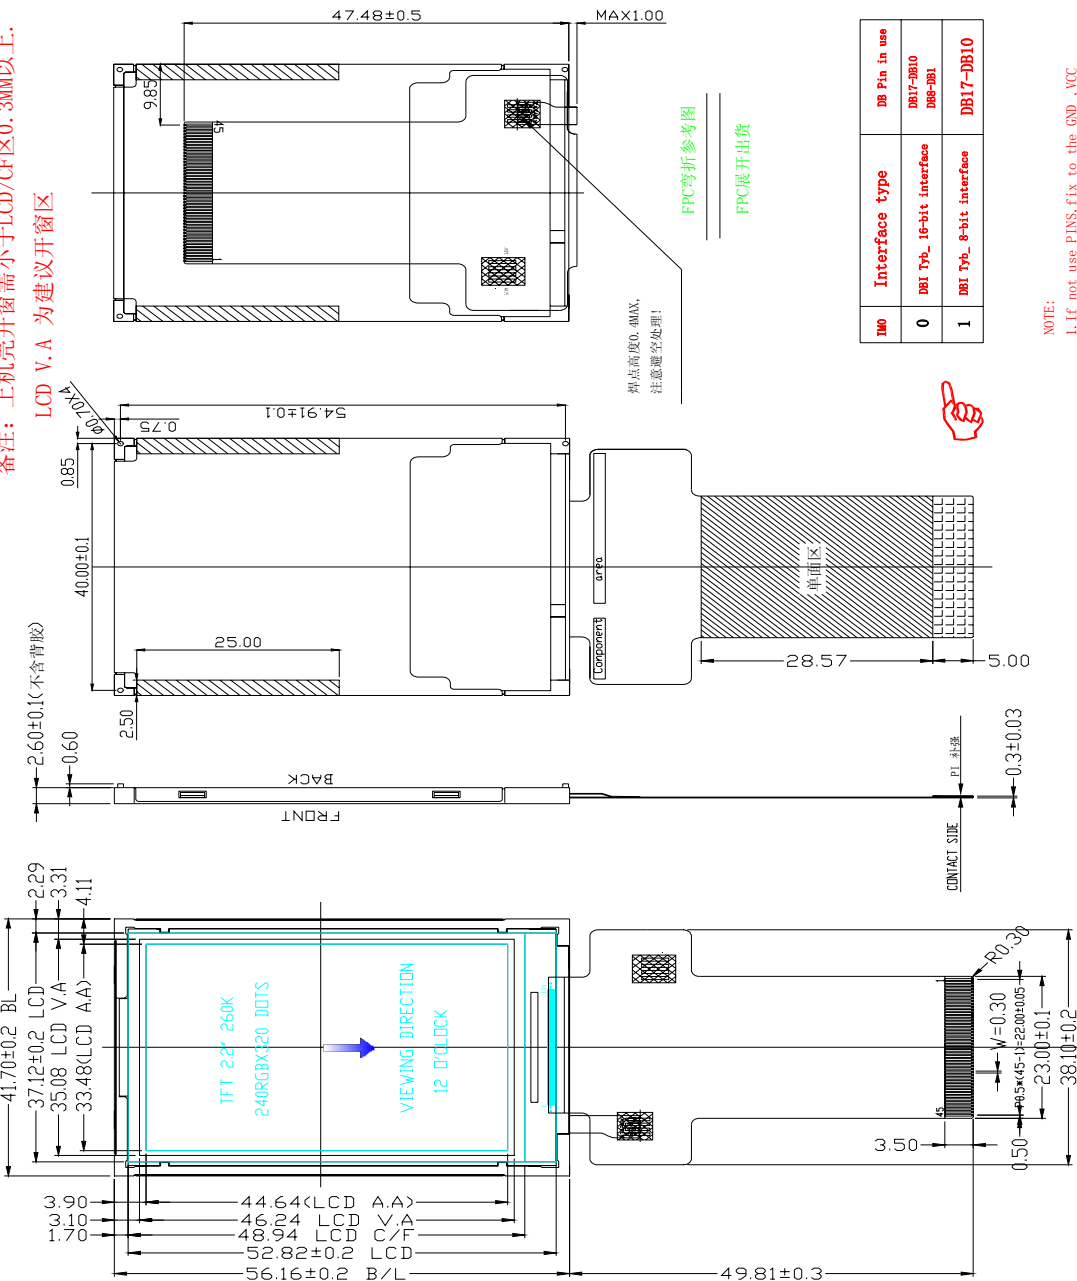 备注: 上机壳开窗需小于LCD/CF区0.3MM以上.
LCD V.A 为建议开窗区
47.48±0.5
MAX1.00
9.85
45
1
FPC弯折参考图
FPC展开出货
焊点高度0.4MAX,
注意避空处理!
IM0 Interface type DB Pin in use
0 DBI Tyb_ 16-bit interface DB17-DB10
DB8-DB1
1 DBI Tyb_ 8-bit interface DB17-DB10
NOTE:
1.If not use PINS,fix to the GND ,VCC
Ø0.70X4
54.91±0.1
0.75
0.85
40.00±0.1
25.00
2.50
Component
area
单面区
28.57
5.00
2.60±0.1(不含背胶)
0.60
BACK
FRONT
PI 补强
0.3±0.03
CONTACT SIDE
2.29
3.31
4.11
41.70±0.2 BL
37.12±0.2 LCD
35.08 LCD V.A
33.48(LCD A.A)
TFT 2.2" 260K
240RGBX320 DOTS
VIEWING DIRECTION
12 O'CLOCK
R0.30
1
45
W=0.30
P0.5*(45-1)=22.00±0.05
23.00±0.1
38.10±0.2
3.50
0.50
3.90
44.64(LCD A.A)
3.10
46.24 LCD V.A
1.70
48.94 LCD C/F
52.82±0.2 LCD
56.16±0.2 B/L
49.81±0.3